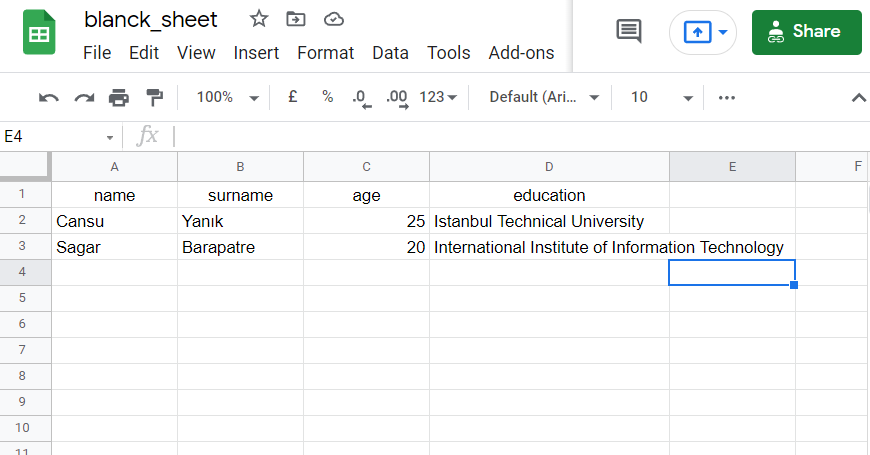 blanck_sheet
File Edit View Insert Format Data Tools Add-ons
Share
100% £ % .0 .00 123 Default (Ari... 10
E4 fx
A B C D E F
1 name surname age education
2 Cansu Yanık 25 Istanbul Technical University
3 Sagar Barapatre 20 International Institute of Information Technology
4
5
6
7
8
9
10
11